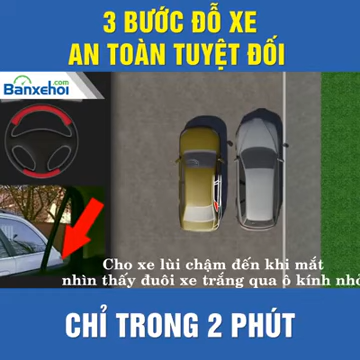 3 BƯỚC ĐỖ XE
AN TOÀN TUYỆT ĐỐI
Banxehoi.com
Cho xe lùi chậm đến khi mắt
nhìn thấy đuôi xe trắng qua ô kính nhỏ
CHỈ TRONG 2 PHÚT